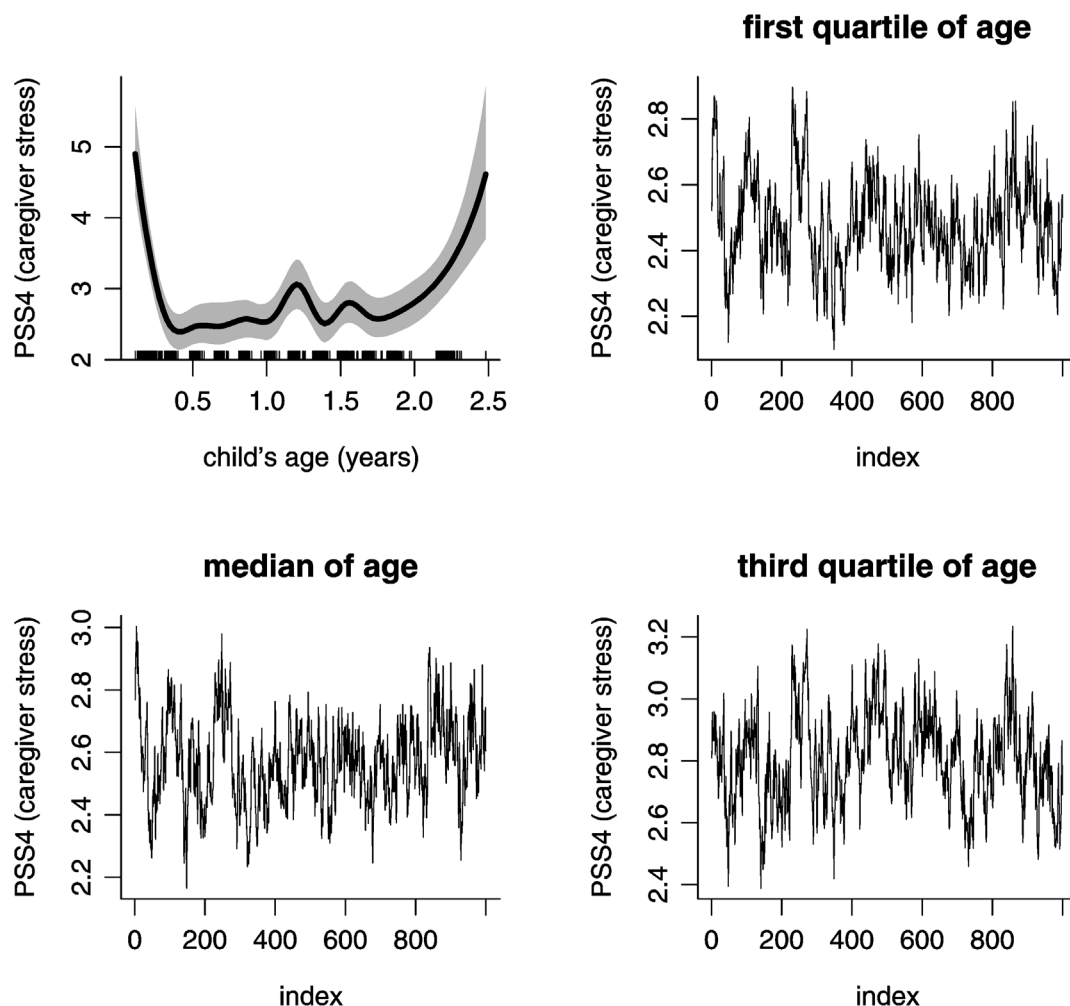 PSS4 (caregiver stress)
5
4
3
2
0.5 1.0 1.5 2.0 2.5
child's age (years)
first quartile of age
PSS4 (caregiver stress)
2.8
2.6
2.4
2.2
0 200 400 600 800
index
median of age
PSS4 (caregiver stress)
3.0
2.8
2.6
2.4
2.2
0 200 400 600 800
index
third quartile of age
PSS4 (caregiver stress)
3.2
3.0
2.8
2.6
2.4
0 200 400 600 800
index